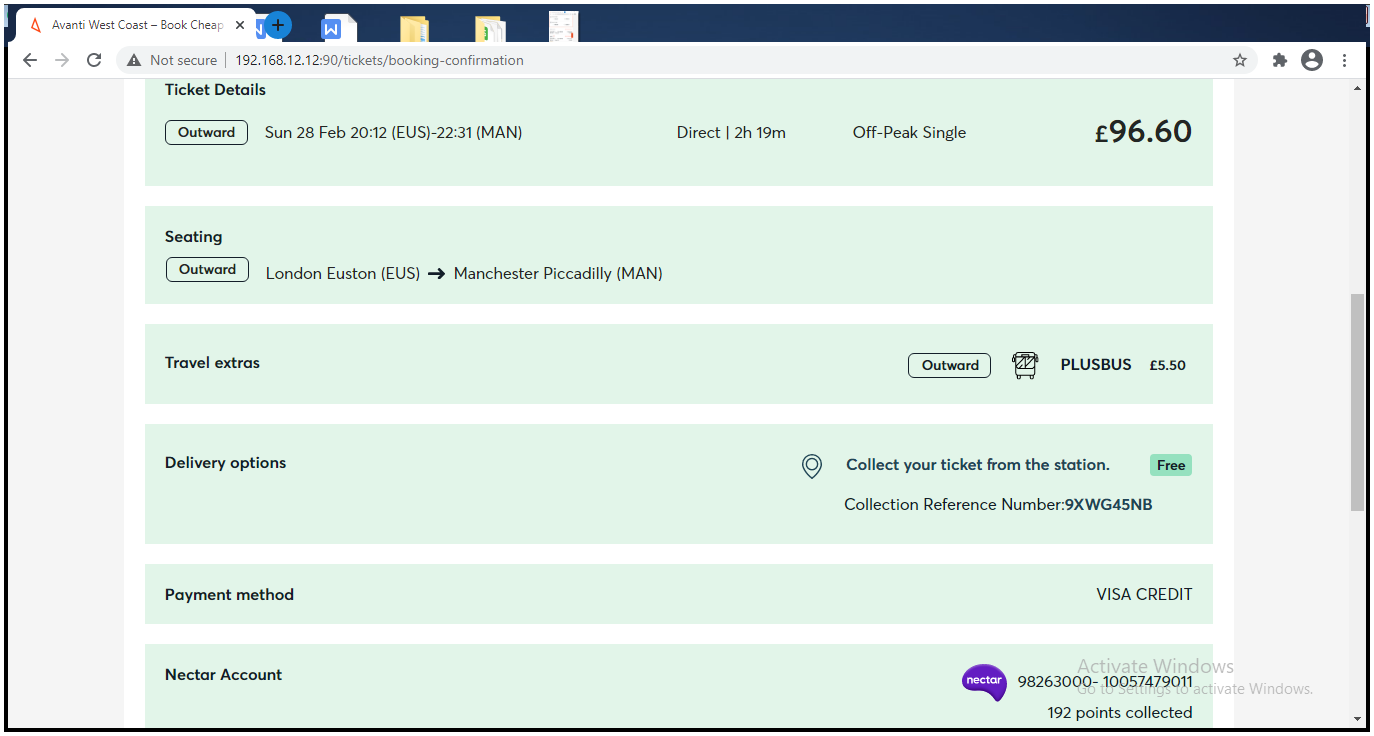 Avanti West Coast – Book Cheap
Not secure 192.168.12.12:90/tickets/booking-confirmation
Ticket Details
Outward Sun 28 Feb 20:12 (EUS)-22:31 (MAN) Direct | 2h 19m Off-Peak Single £96.60
Seating
Outward London Euston (EUS) ➔ Manchester Piccadilly (MAN)
Travel extras Outward PLUSBUS £5.50
Delivery options Collect your ticket from the station. Free
Collection Reference Number:9XWG45NB
Payment method VISA CREDIT
Nectar Account nectar 98263000- 10057479011
192 points collected
Activate Windows
Go to Settings to activate Windows.